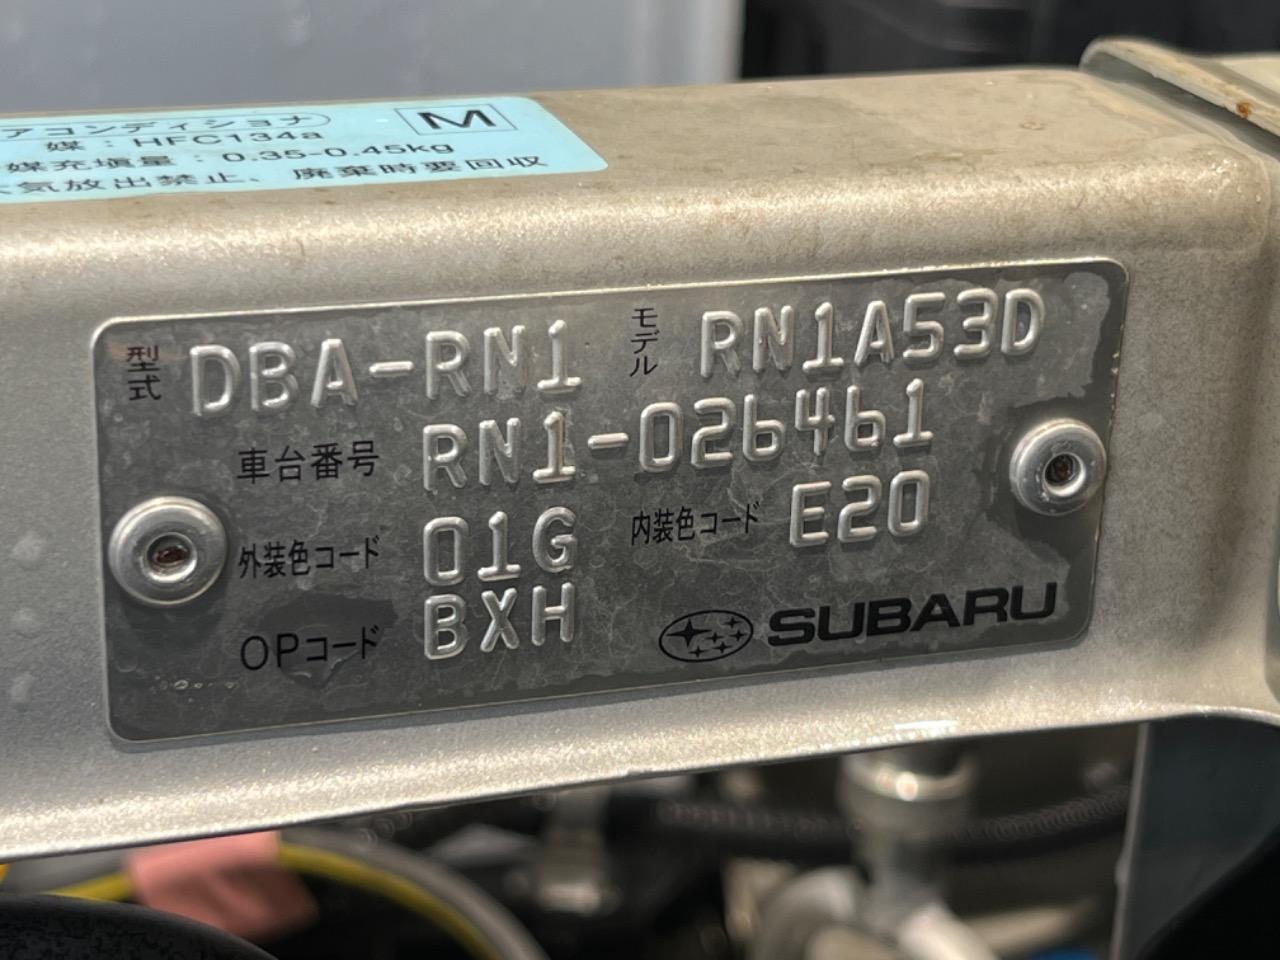 アコンディショナ M
媒：HFC134a
媒充填量：0.35-0.45kg
気放出禁止、廃棄時要回収
型式 DBA-RN1 モデル RN1A53D
車台番号 RN1-026461
外装色コード 01G 内装色コード E20
OPコード BXH SUBARU